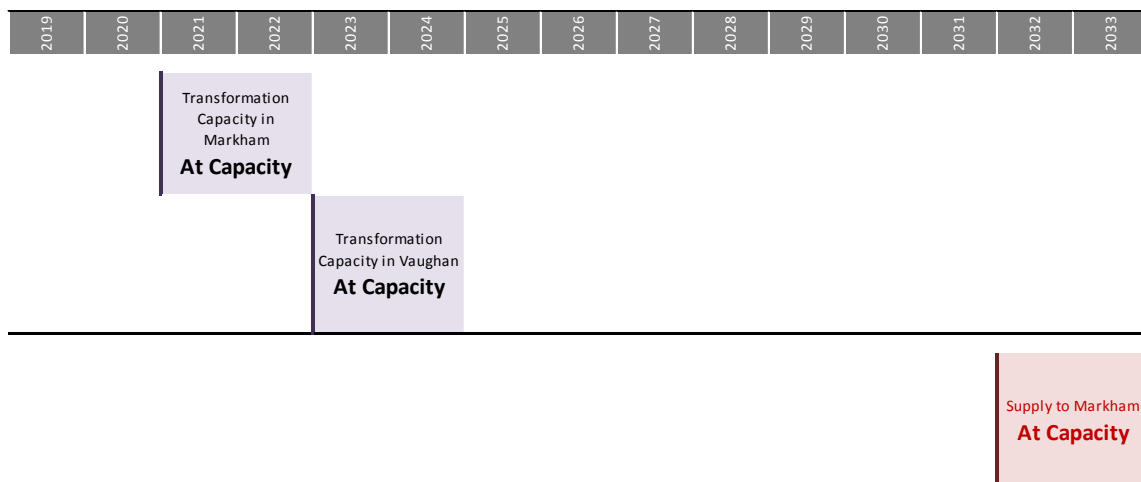 2019
2020
2021
2022
2023
2024
2025
2026
2027
2028
2029
2030
2031
2032
2033
Transformation
Capacity in
Markham
At Capacity
Transformation
Capacity in Vaughan
At Capacity
Supply to Markham
At Capacity